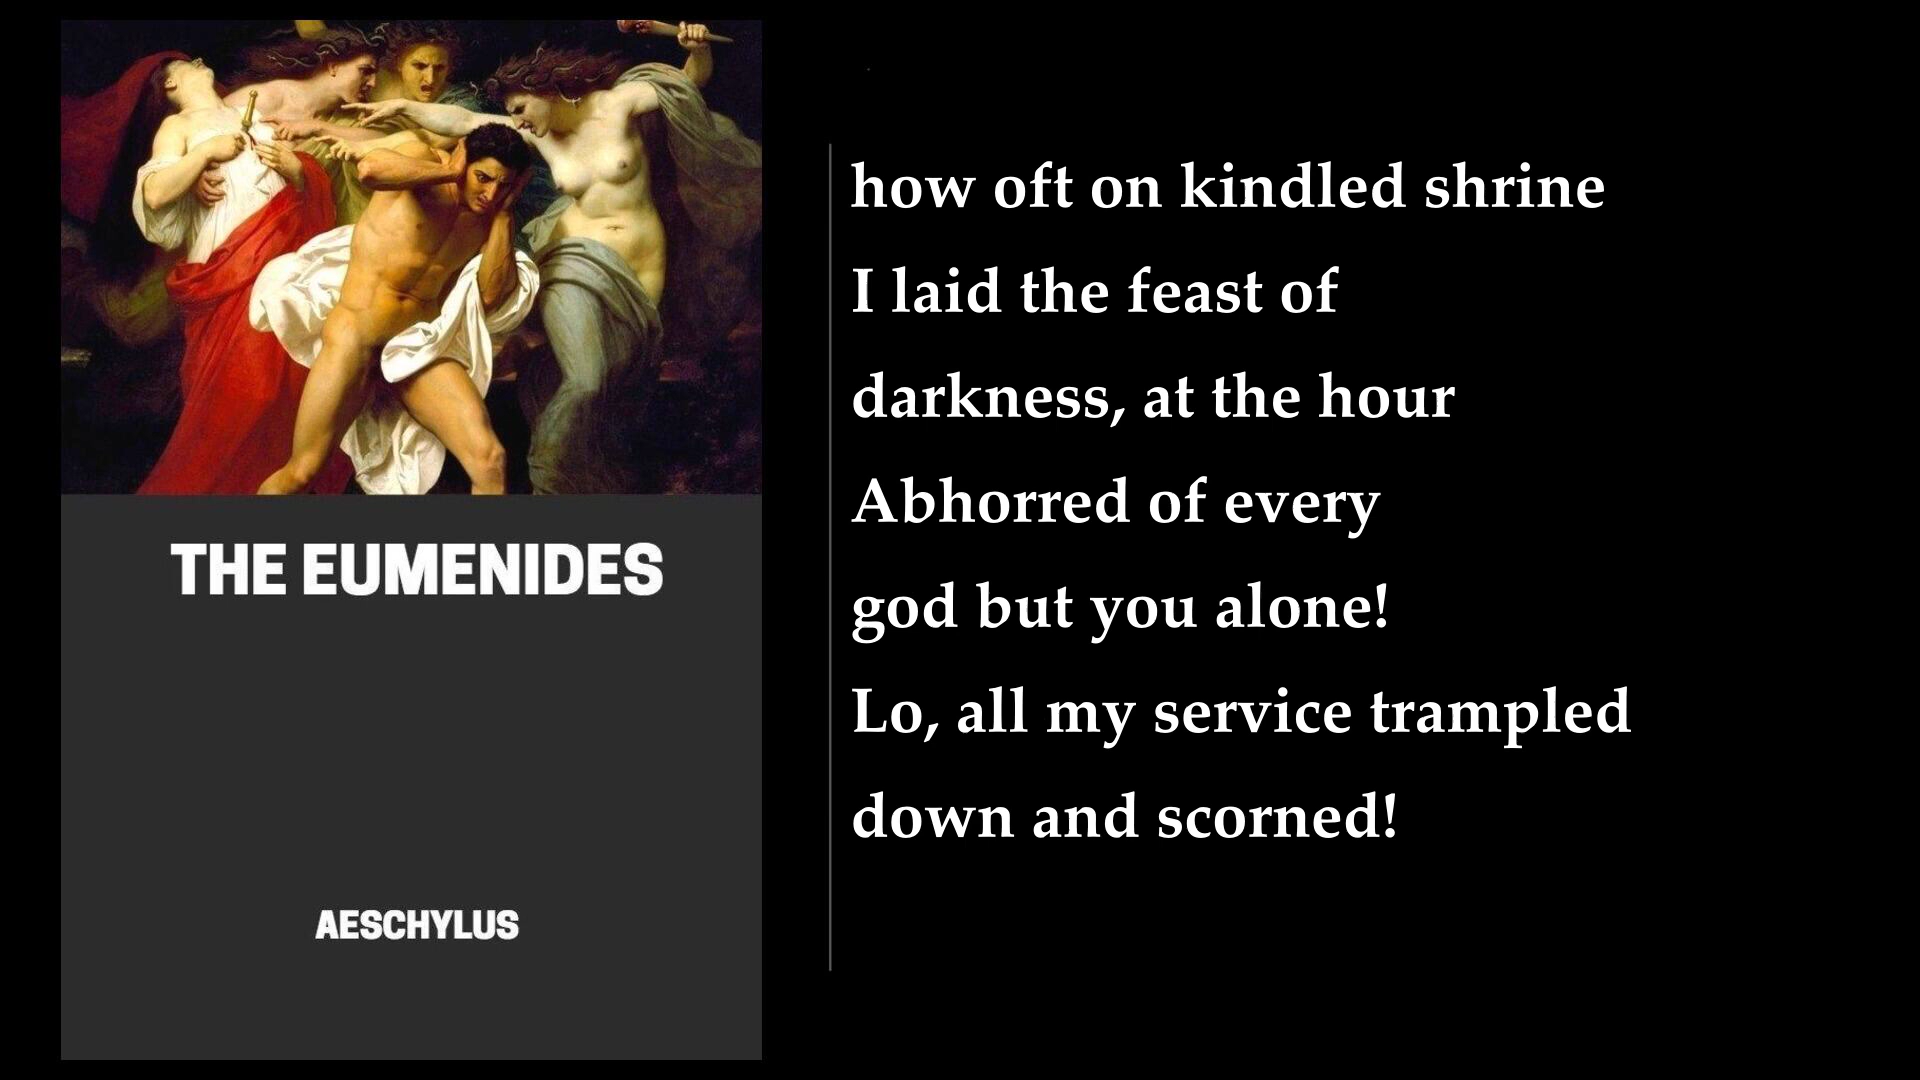 THE EUMENIDES
AESCHYLUS
how oft on kindled shrine
I laid the feast of
darkness, at the hour
Abhorred of every
god but you alone!
Lo, all my service trampled
down and scorned!